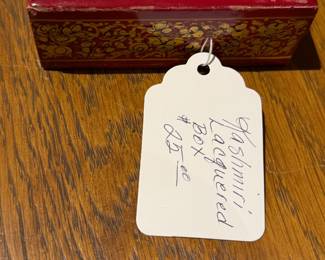 Kashmiri
Lacquered
Box
$25.00